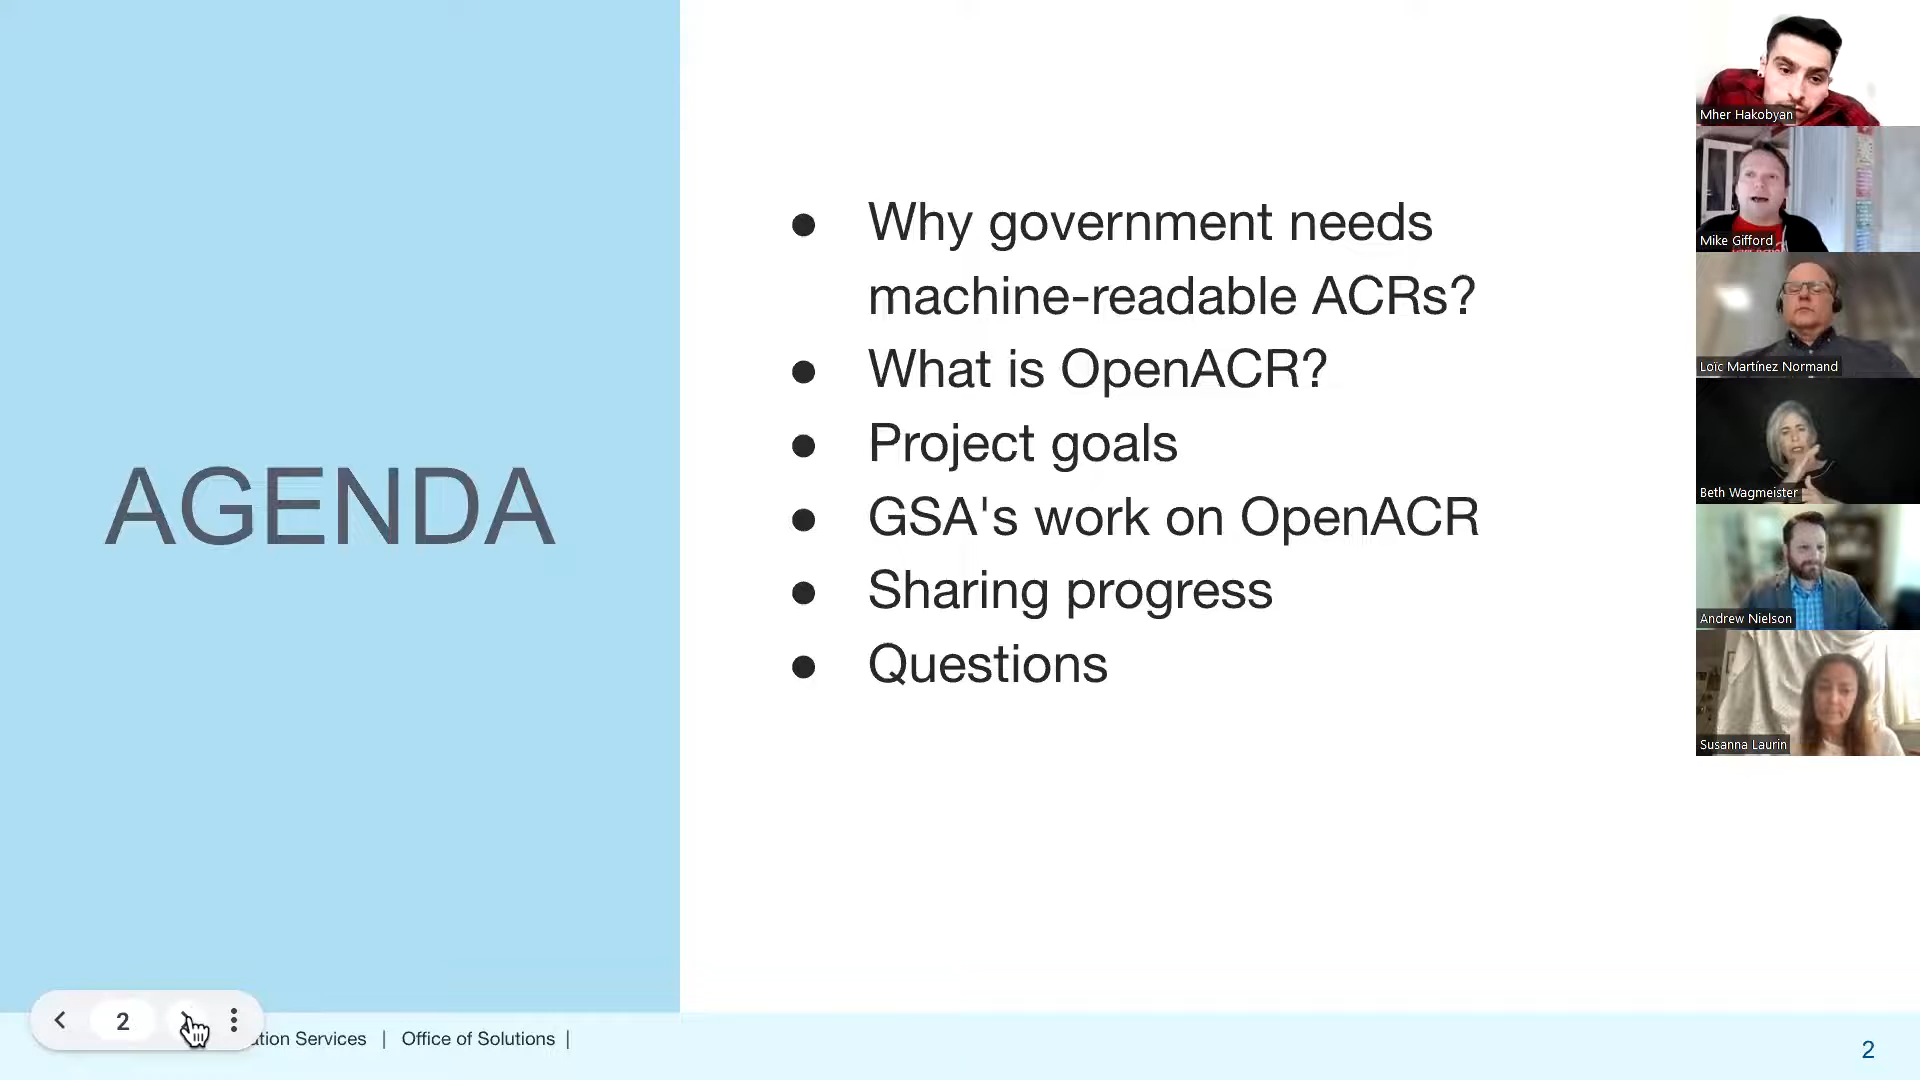 AGENDA
● Why government needs
machine-readable ACRs?
● What is OpenACR?
● Project goals
● GSA's work on OpenACR
● Sharing progress
● Questions
Mher Hakobyan
Mike Gifford
Loïc Martínez Normand
Beth Wagmeister
Andrew Nielson
Susanna Laurin
2
Services | Office of Solutions |
2